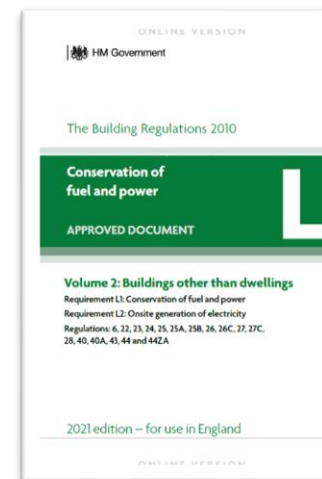 ONLINE VERSION
HM Government
The Building Regulations 2010
Conservation of
fuel and power
L
APPROVED DOCUMENT
Volume 2: Buildings other than dwellings
Requirement L1: Conservation of fuel and power
Requirement L2: Onsite generation of electricity
Regulations: 6, 22, 23, 24, 25, 25A, 25B, 26, 26C, 27, 27C,
28, 40, 40A, 43, 44 and 44ZA
2021 edition – for use in England
ONLINE VERSION